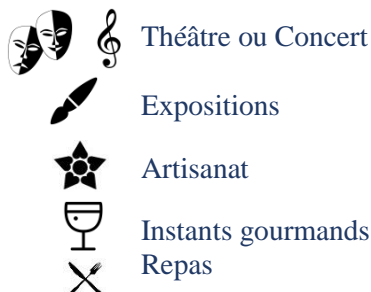 Théâtre ou Concert
Expositions
Artisanat
Instants gourmands
Repas